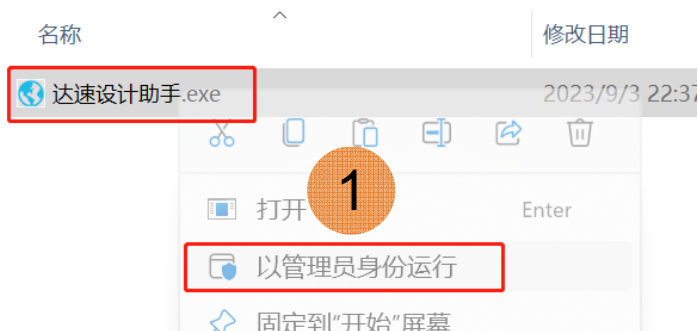 名称 修改日期
达速设计助手.exe 2023/9/3 22:37
1
打开 Enter
以管理员身份运行
固定到“开始”屏幕